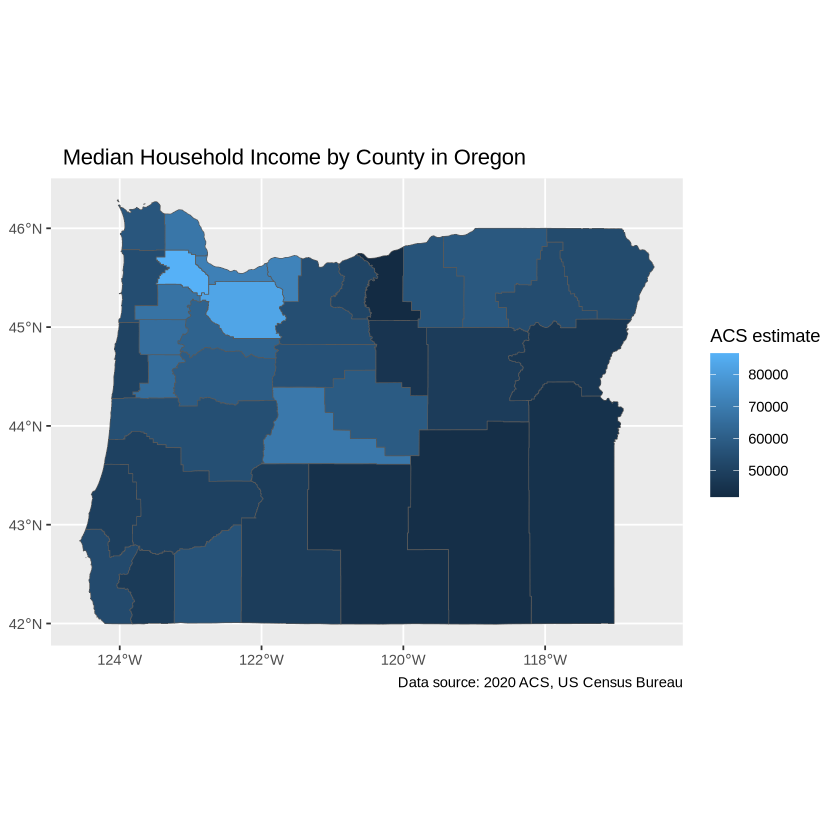 Median Household Income by County in Oregon
46°N
45°N
44°N
43°N
42°N
124°W
122°W
120°W
118°W
ACS estimate
80000
70000
60000
50000
Data source: 2020 ACS, US Census Bureau